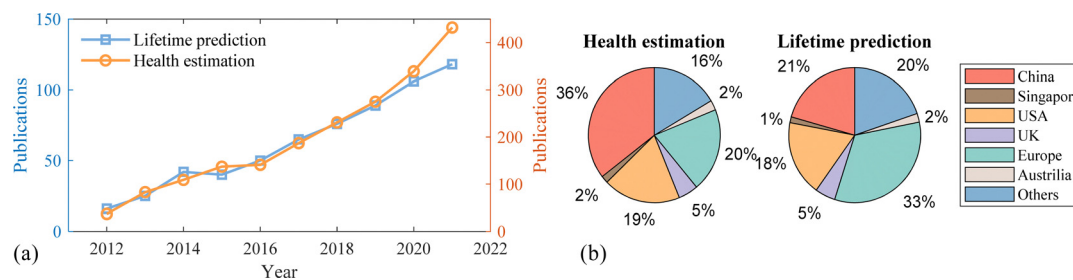 150
100
50
0
Publications
Lifetime prediction
Health estimation
400
300
200
100
0
Publications
2012 2014 2016 2018 2020 2022
Year
(a)
Health estimation
16%
2%
20%
5%
19%
2%
36%
Lifetime prediction
20%
2%
33%
5%
18%
1%
21%
China
Singapor
USA
UK
Europe
Austrilia
Others
(b)